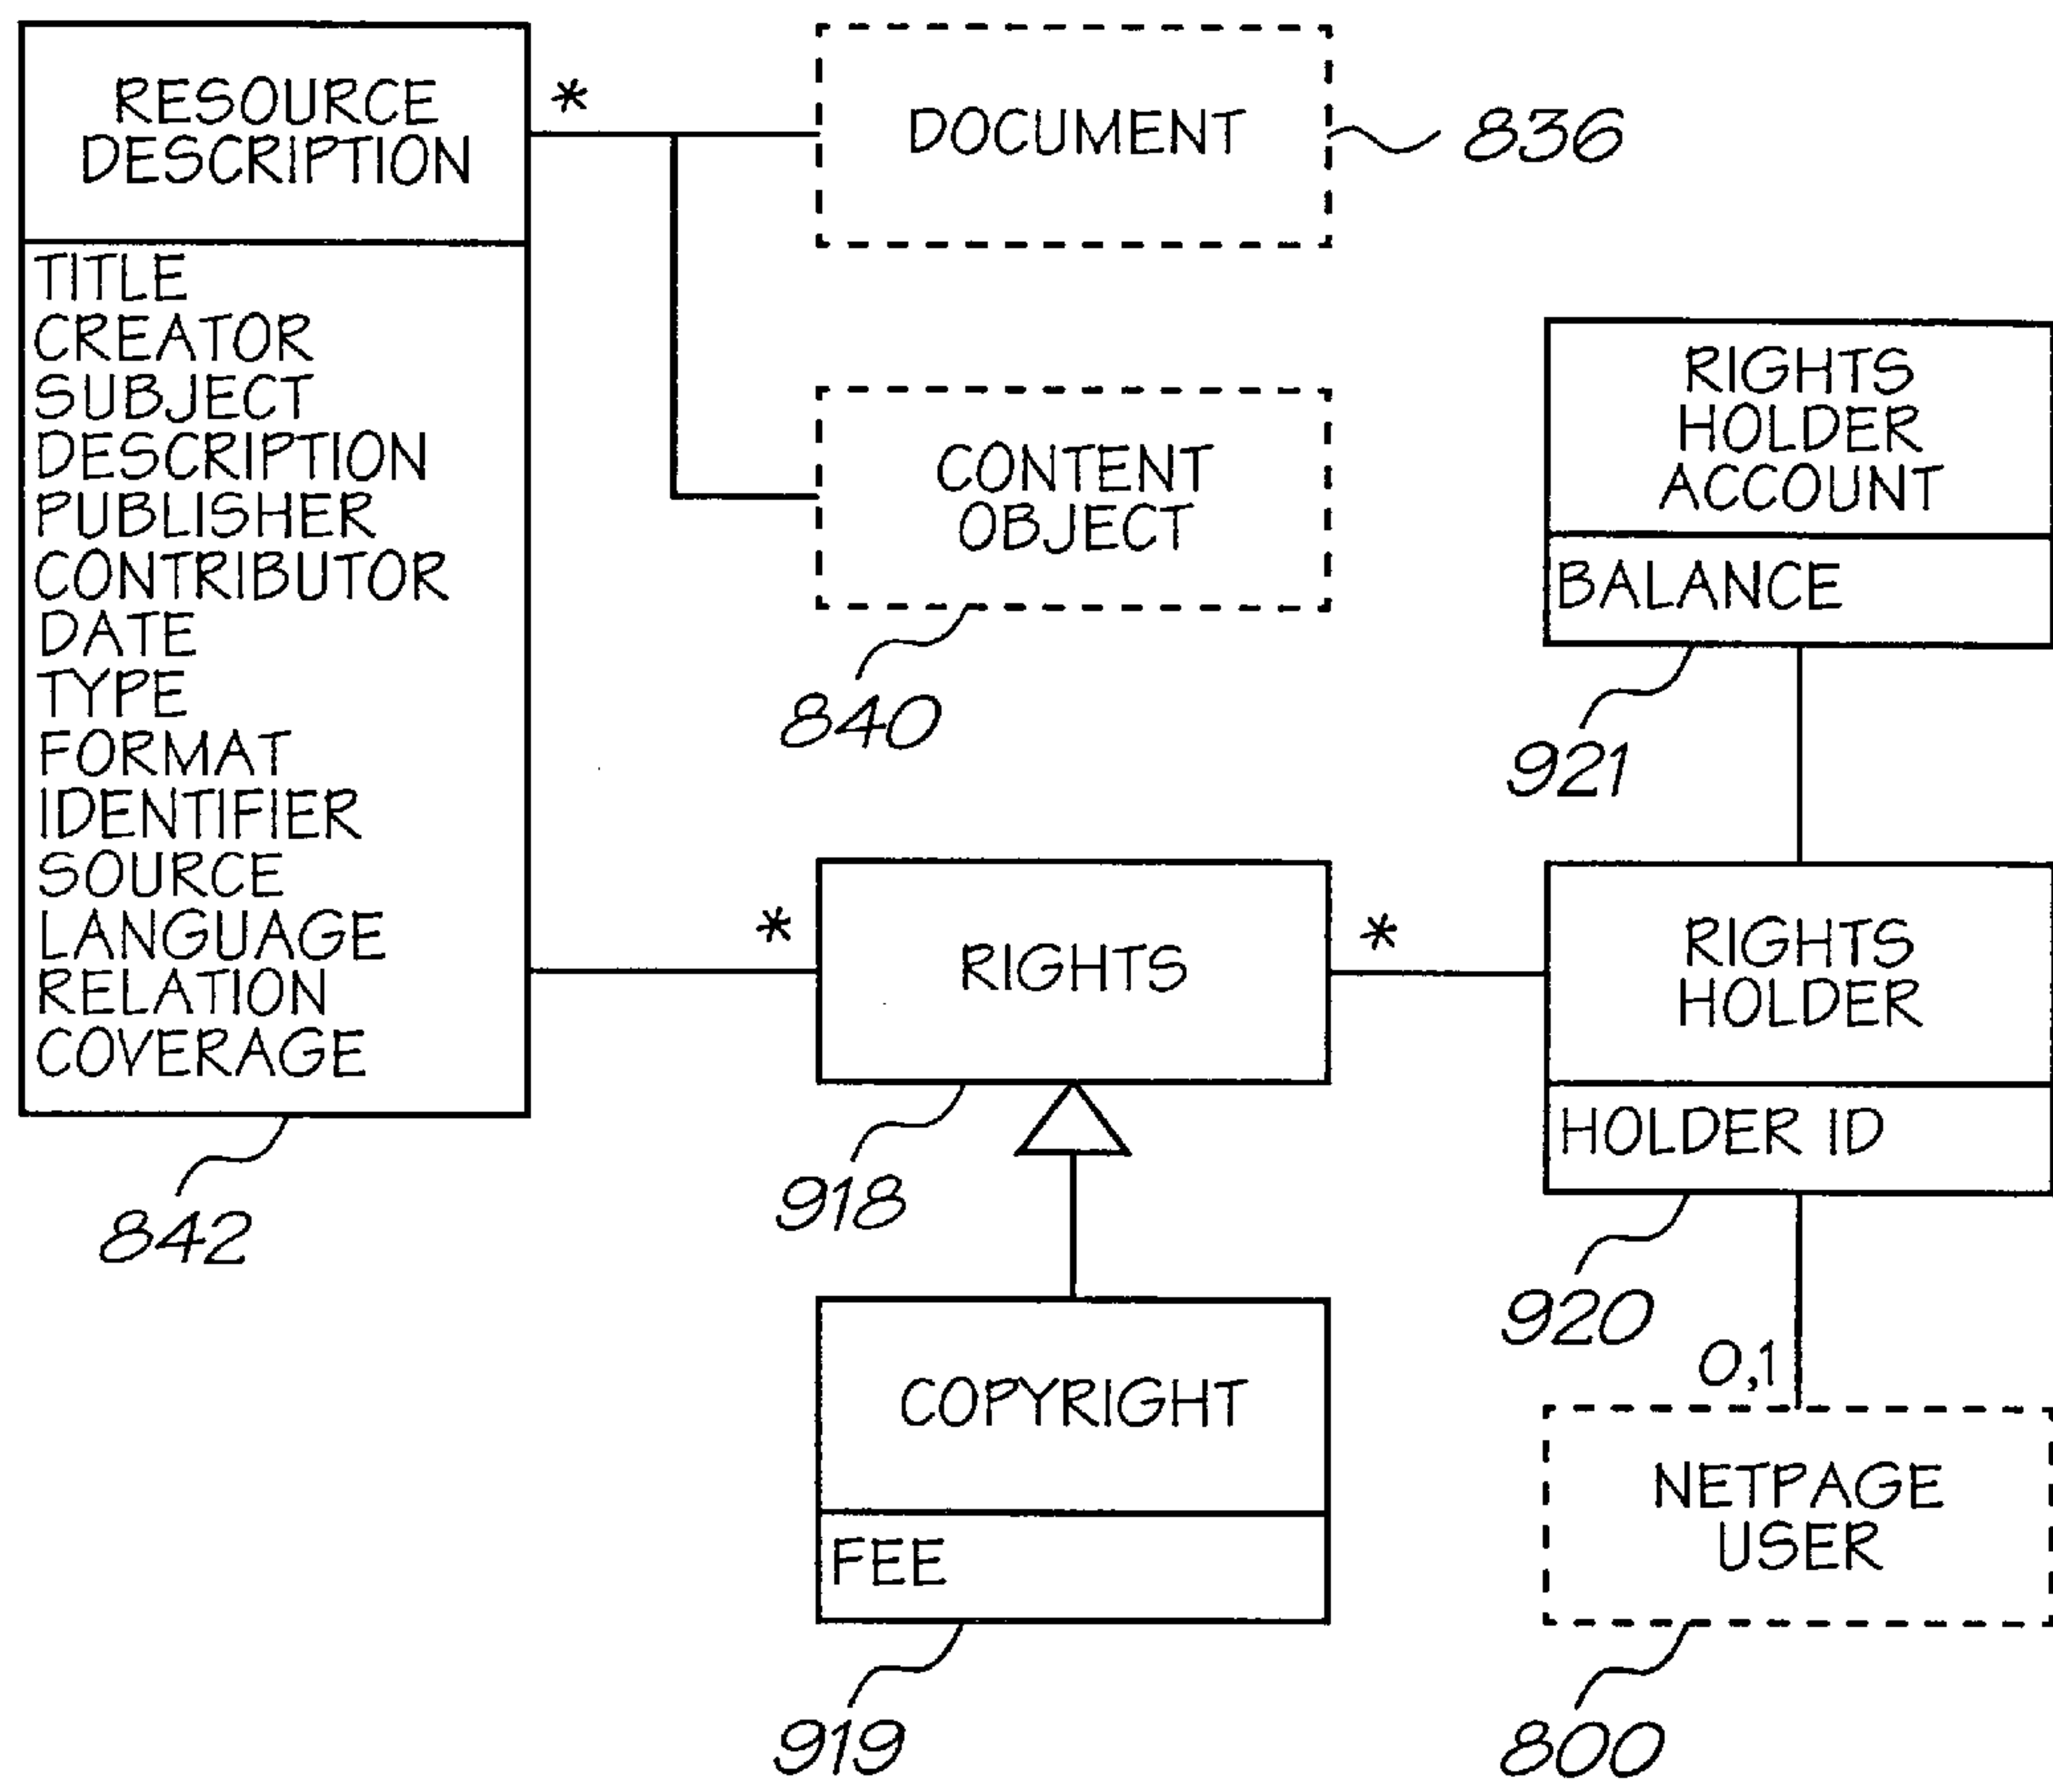 RESOURCE
DESCRIPTION
TITLE
CREATOR
SUBJECT
DESCRIPTION
PUBLISHER
CONTRIBUTOR
DATE
TYPE
FORMAT
IDENTIFIER
SOURCE
LANGUAGE
RELATION
COVERAGE
842
*
DOCUMENT
836
CONTENT
OBJECT
840
RIGHTS
HOLDER
ACCOUNT
BALANCE
921
*
RIGHTS
*
918
RIGHTS
HOLDER
HOLDER ID
920
0,1
COPYRIGHT
FEE
919
NETPAGE
USER
800